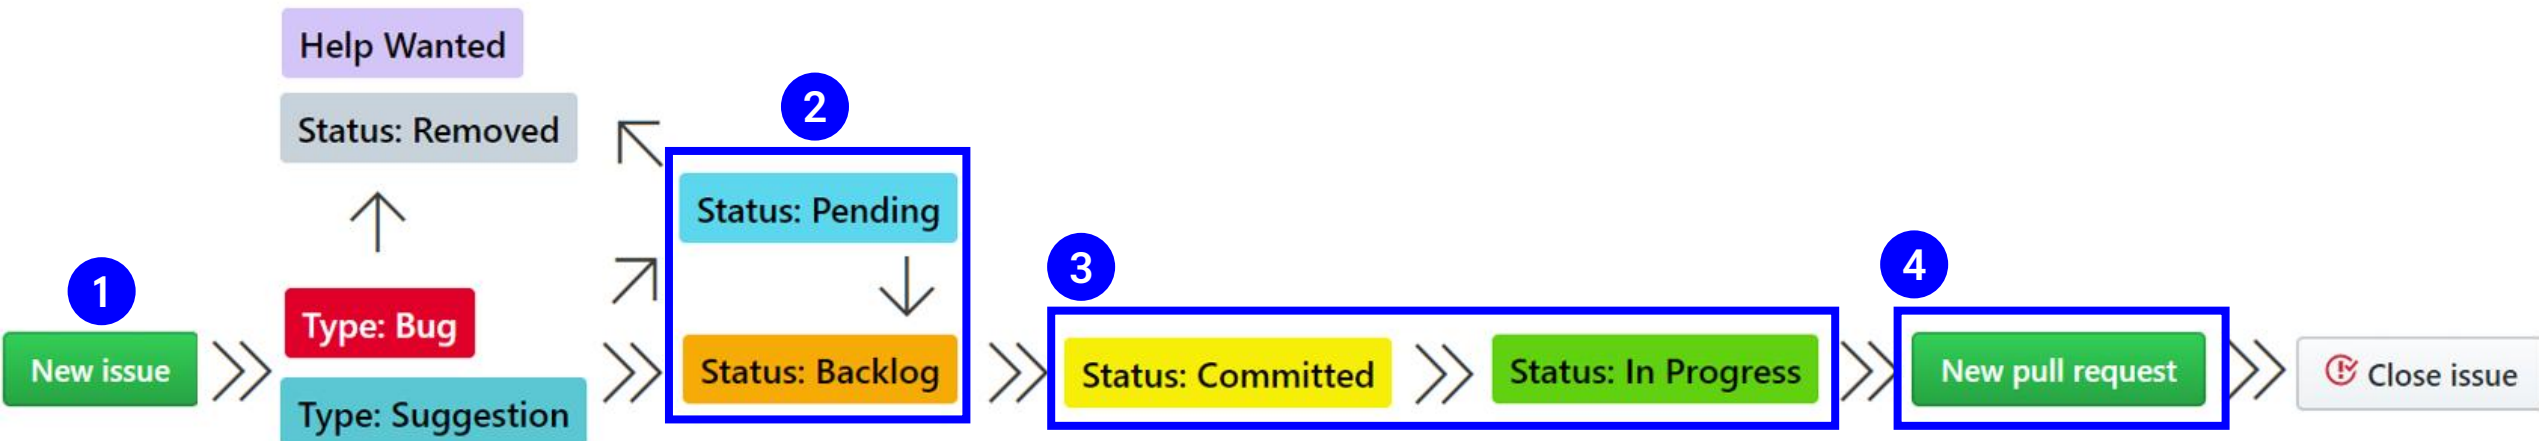 Help Wanted
Status: Removed
1
New issue
Type: Bug
Type: Suggestion
2
Status: Pending
Status: Backlog
3
Status: Committed
Status: In Progress
4
New pull request
Close issue